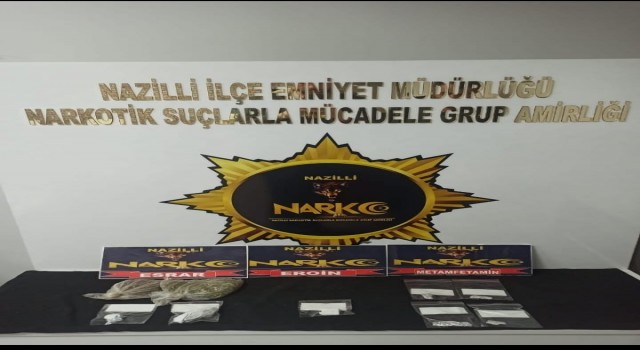 NAZİLLİ İLÇE EMNİYET MÜDÜRLÜĞÜ
NARKOTİK SUÇLARLA MÜCADELE GRUP AMİRLİĞİ
NAZİLLİ
NARKO
NAZİLLİ
NARKO
ESRAR
NAZİLLİ
NARKO
EROİN
NAZİLLİ
NARKO
METAMFETAMİN